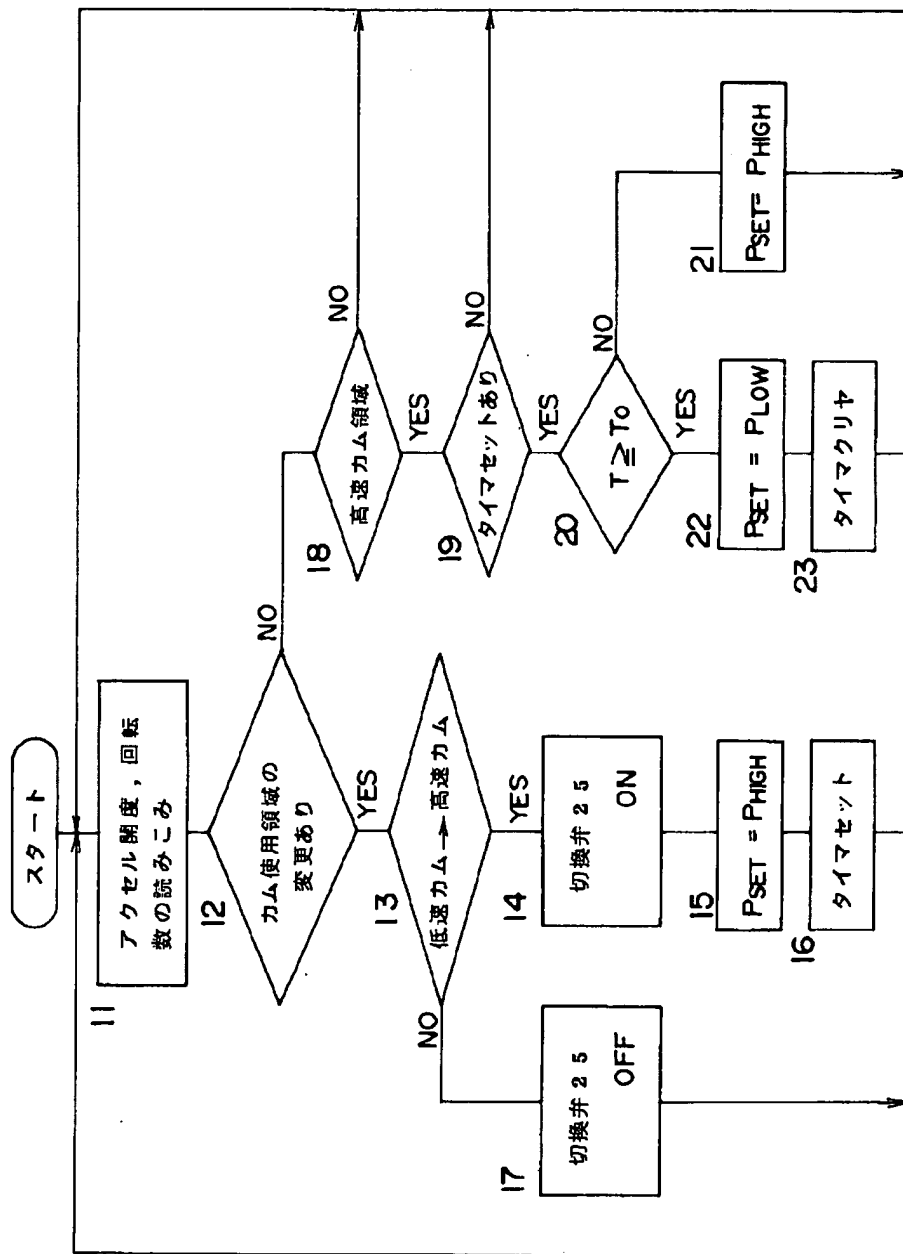 スタート
11
アクセル開度,回転
数の読みこみ
12
カム使用領域の
変更あり
NO
YES
13
低速カム→高速カム
NO
YES
14
切換弁25
ON
15
PSET = PHIGH
16
タイマセット
17
切換弁25
OFF
18
高速カム領域
NO
YES
19
タイマセットあり
NO
YES
20
T≧To
NO
YES
21
PSET = PHIGH
22
PSET = PLOW
23
タイマクリヤ